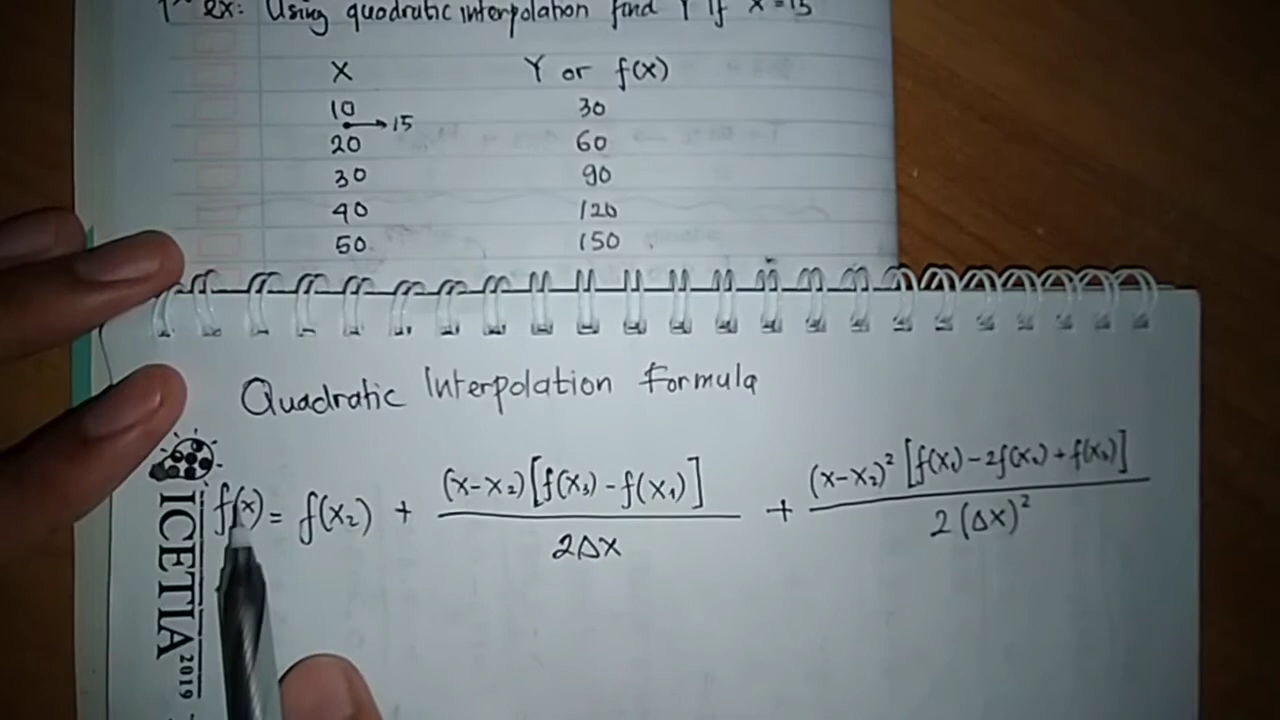 ex: Using quadratic interpolation find Y if X = 15
X Y or f(x)
10 30
15
20 60
30 90
40 120
50 150
Quadratic Interpolation Formula
f(x) = f(x₂) + (x-x₂)[f(x₃) - f(x₁)] / 2Δx + (x-x₂)² [f(x₁) - 2f(x₂) + f(x₃)] / 2(Δx)²
ICETIA 2019